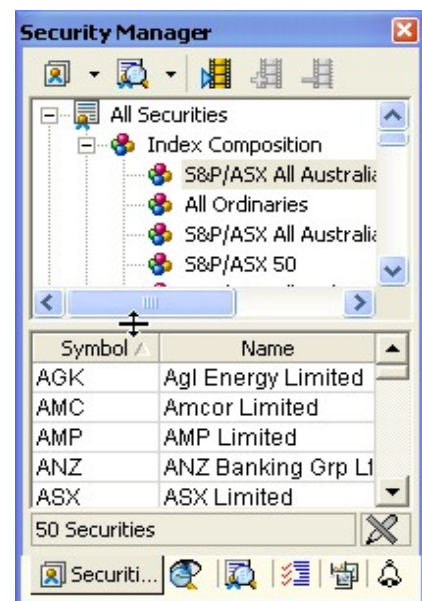 Security Manager
All Securities
Index Composition
S&P/ASX All Australia
All Ordinaries
S&P/ASX All Australia
S&P/ASX 50
Symbol Name
AGK Agl Energy Limited
AMC Amcor Limited
AMP AMP Limited
ANZ ANZ Banking Grp Lt
ASX ASX Limited
50 Securities
Securiti...